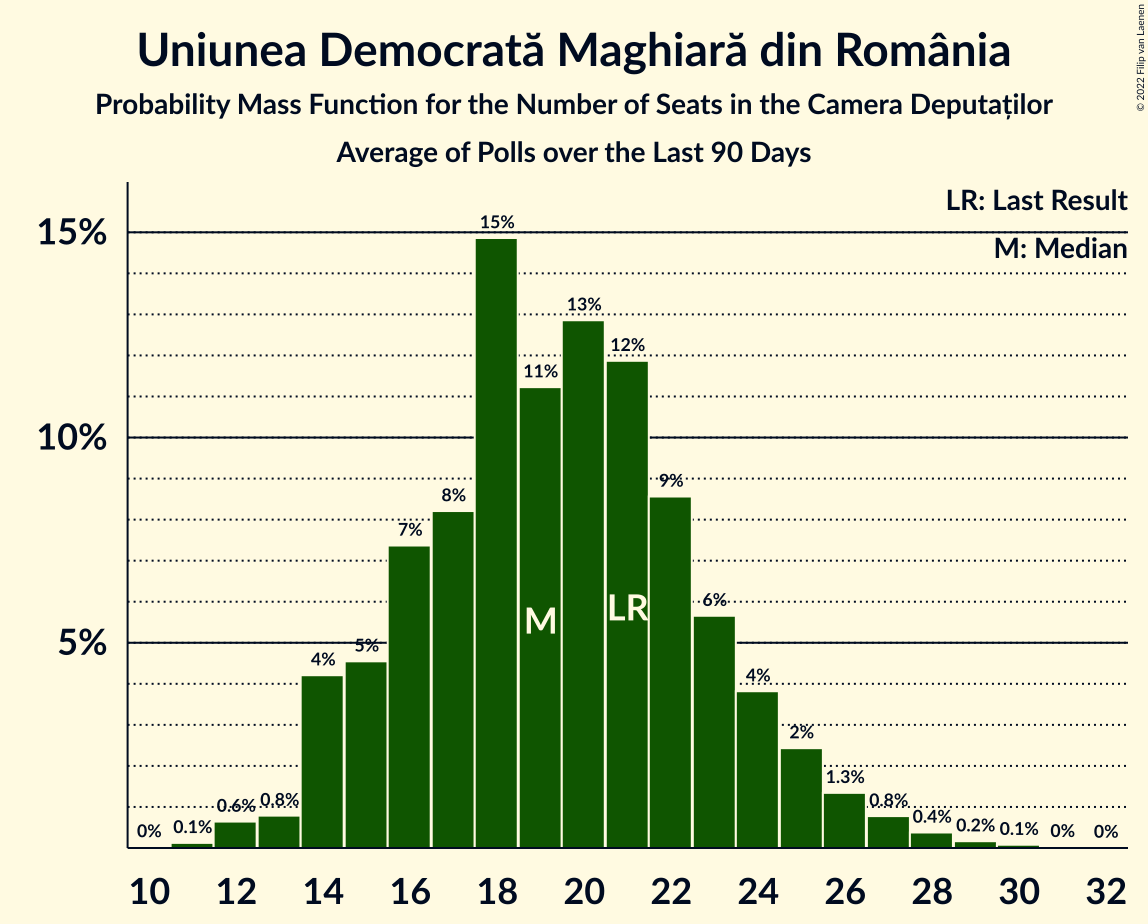 Uniunea Democrată Maghiară din România
Probability Mass Function for the Number of Seats in the Camera Deputaților
Average of Polls over the Last 90 Days
© 2022 Filip van Laenen
LR: Last Result
M: Median
15%
10%
5%
0%
0.1%
0.6%
0.8%
4%
5%
7%
8%
15%
11%
13%
12%
9%
6%
4%
2%
1.3%
0.8%
0.4%
0.2%
0.1%
0%
0%
M
LR
10 12 14 16 18 20 22 24 26 28 30 32